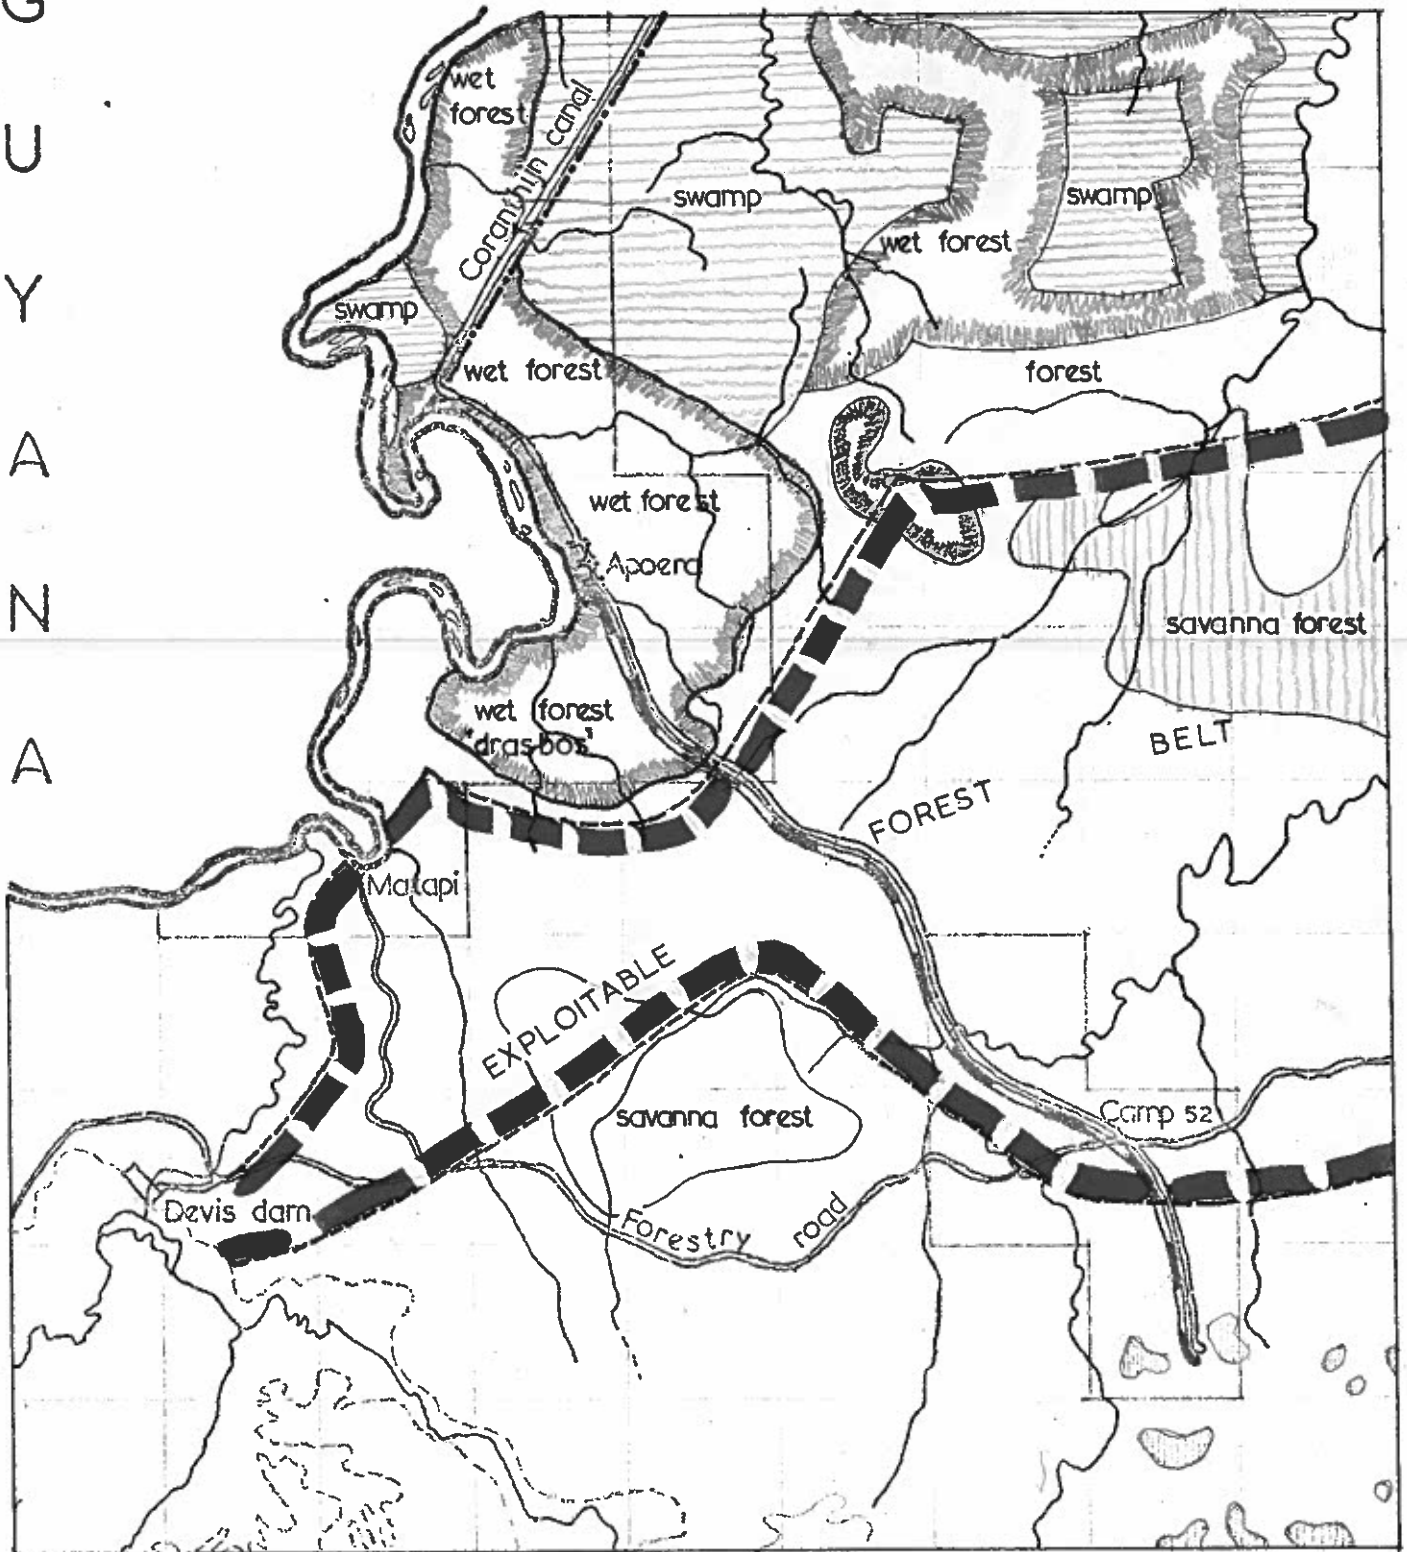 G
U
Y
A
N
A
wet
forest
Coranthijn canal
swamp
swamp
wet forest
swamp
wet forest
forest
wet forest
Apoera
savanna forest
wet forest
"drasbos"
BELT
FOREST
Matapi
EXPLOITABLE
savanna forest
Camp 52
Devis dam
Forestry road